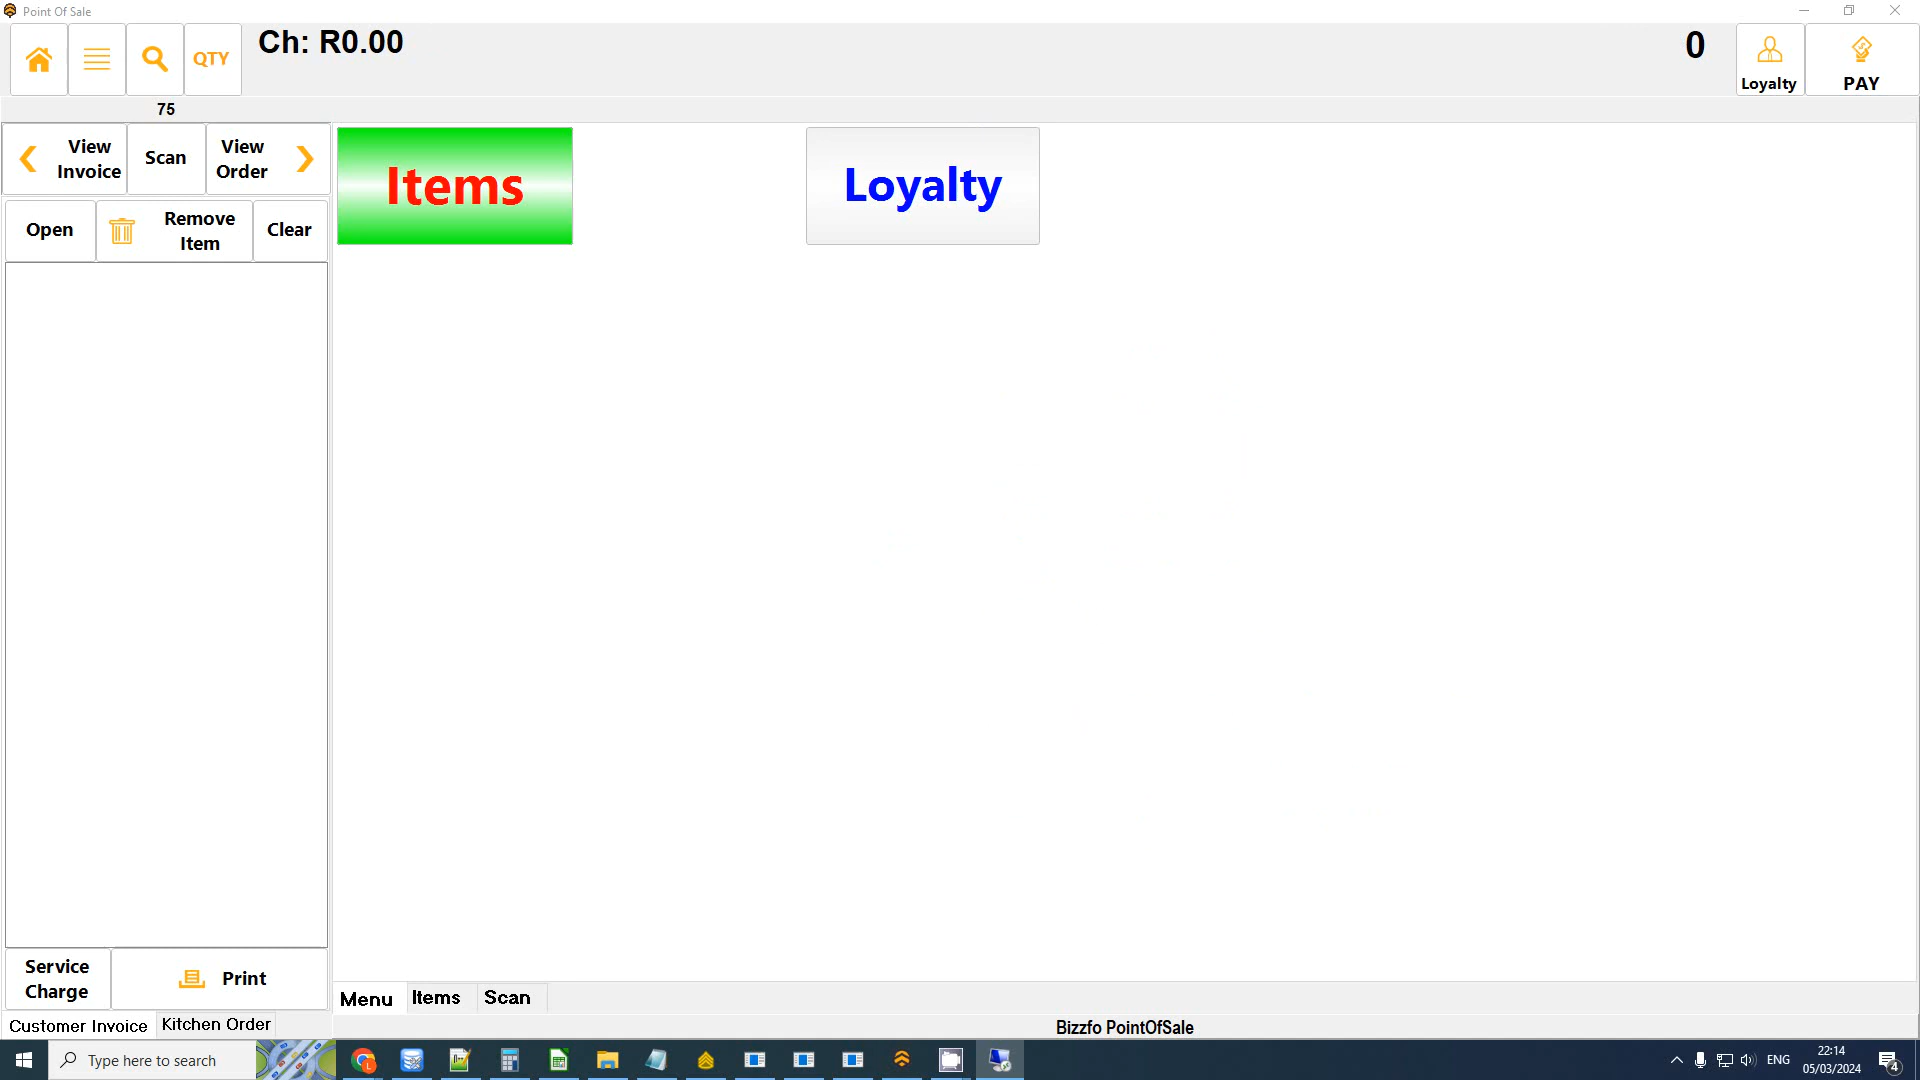 Point Of Sale
QTY
Ch: R0.00
0
Loyalty
PAY
75
View
Invoice
Scan
View
Order
Open
Remove
Item
Clear
Items
Loyalty
Service
Charge
Print
Menu
Items
Scan
Customer Invoice
Kitchen Order
Bizzfo PointOfSale
Type here to search
ENG
22:14
05/03/2024
4